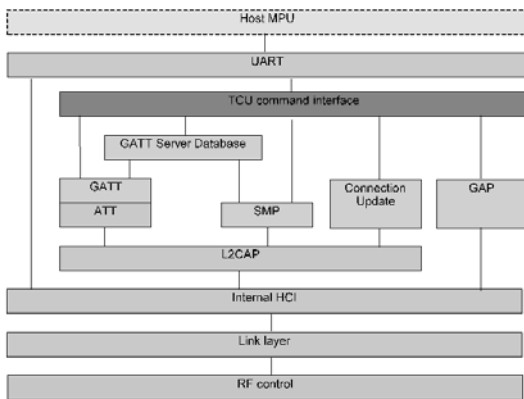 Host MPU
UART
TCU command interface
GATT Server Database
GATT
ATT
SMP
Connection
Update
GAP
L2CAP
Internal HCI
Link layer
RF control